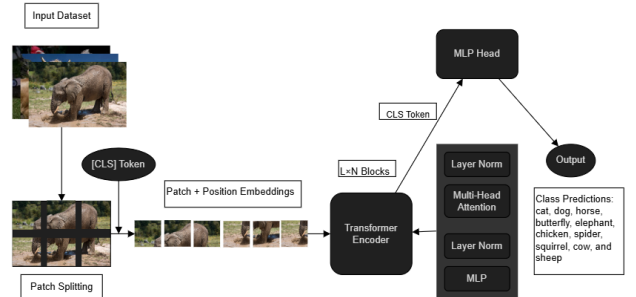 Input Dataset
MLP Head
CLS Token
[CLS] Token
L×N Blocks
Layer Norm
Output
Patch + Position Embeddings
Multi-Head
Attention
Class Predictions:
cat, dog, horse,
butterfly, elephant,
chicken, spider,
squirrel, cow, and
sheep
Transformer
Encoder
Layer Norm
MLP
Patch Splitting